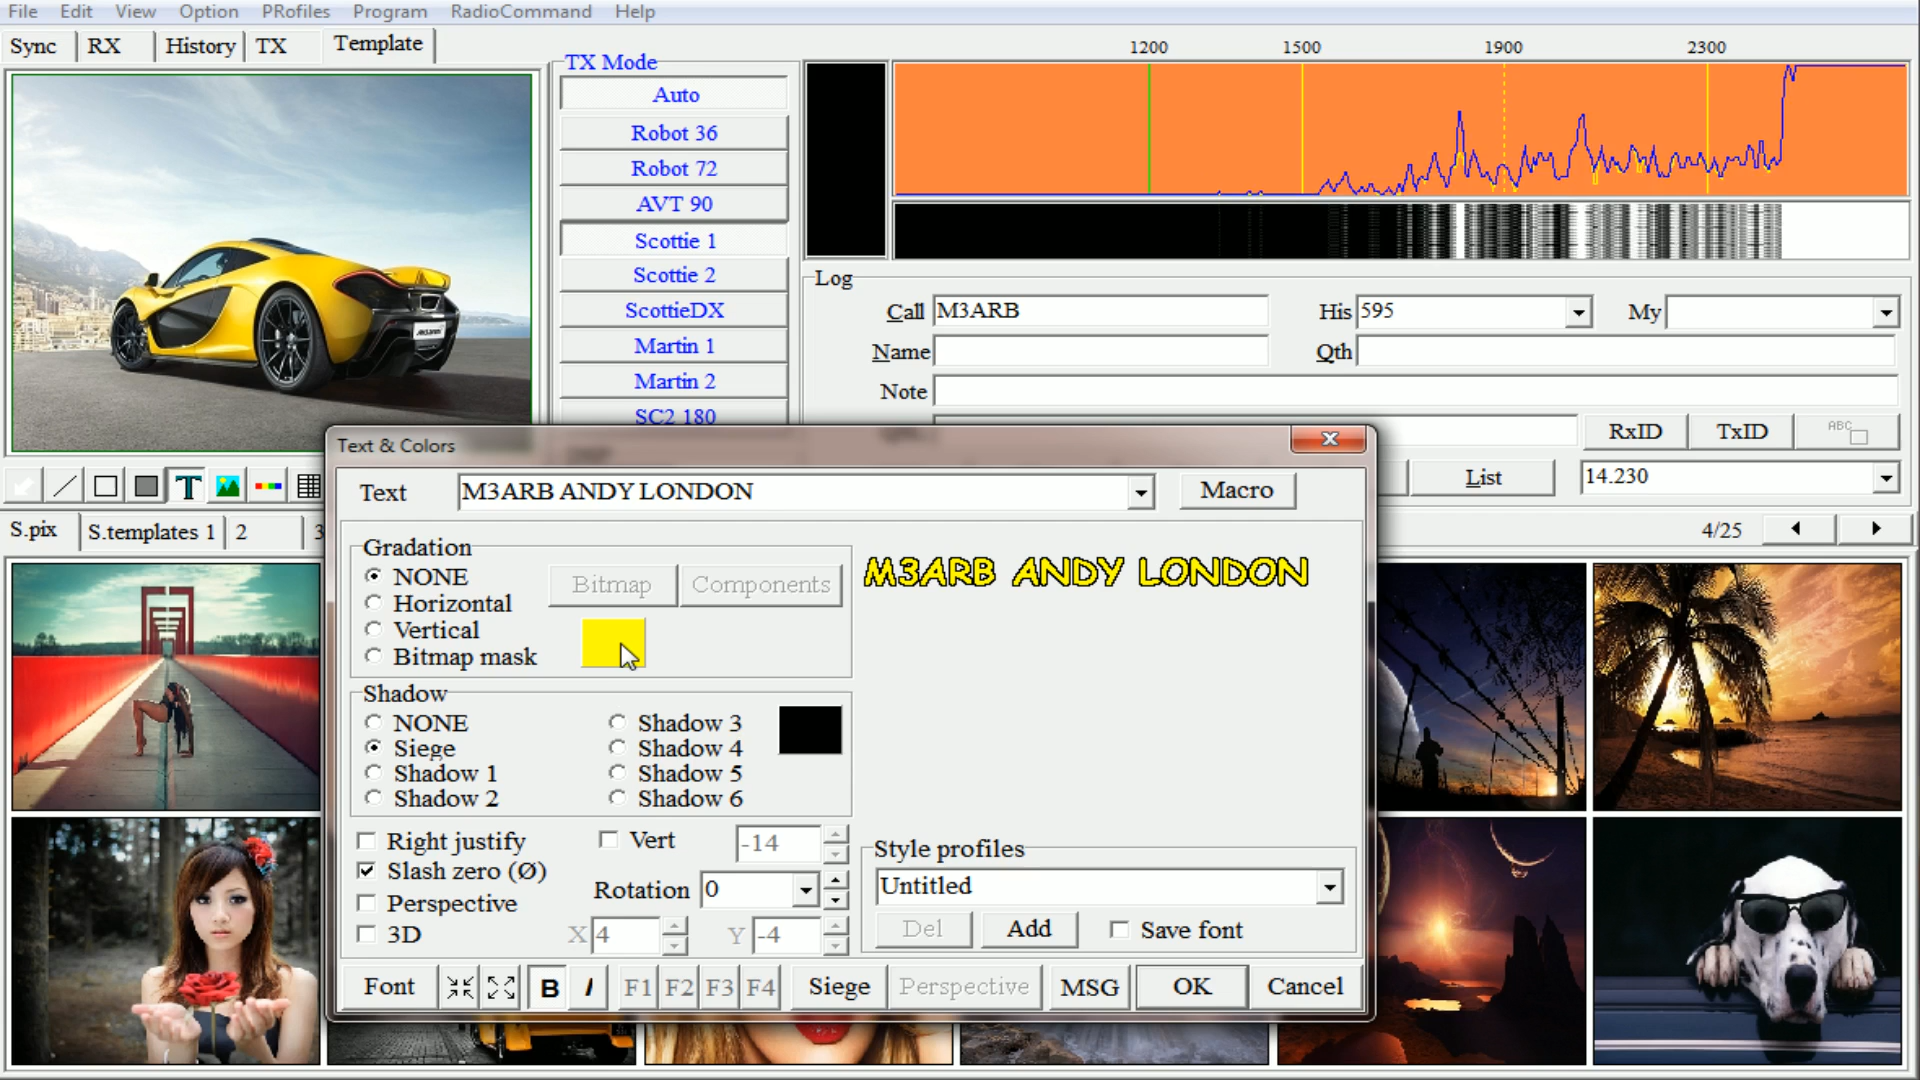 File Edit View Option PRofiles Program RadioCommand Help
Sync RX History TX Template
TX Mode
Auto
Robot 36
Robot 72
AVT 90
Scottie 1
Scottie 2
ScottieDX
Martin 1
Martin 2
SC2 180
1200 1500 1900 2300
Log
Call M3ARB His 595 My
Name Qth
Note
RxID TxID ABC
List 14.230
S.pix S.templates 1 2 3
4/25
Text & Colors
Text M3ARB ANDY LONDON Macro
Gradation
NONE
Horizontal
Vertical
Bitmap mask
Bitmap Components
M3ARB ANDY LONDON
Shadow
NONE
Siege
Shadow 1
Shadow 2
Shadow 3
Shadow 4
Shadow 5
Shadow 6
Right justify
Slash zero (Ø)
Perspective
3D
Vert -14
Rotation 0
X 4 Y -4
Style profiles
Untitled
Del Add Save font
Font B I F1 F2 F3 F4 Siege Perspective MSG OK Cancel